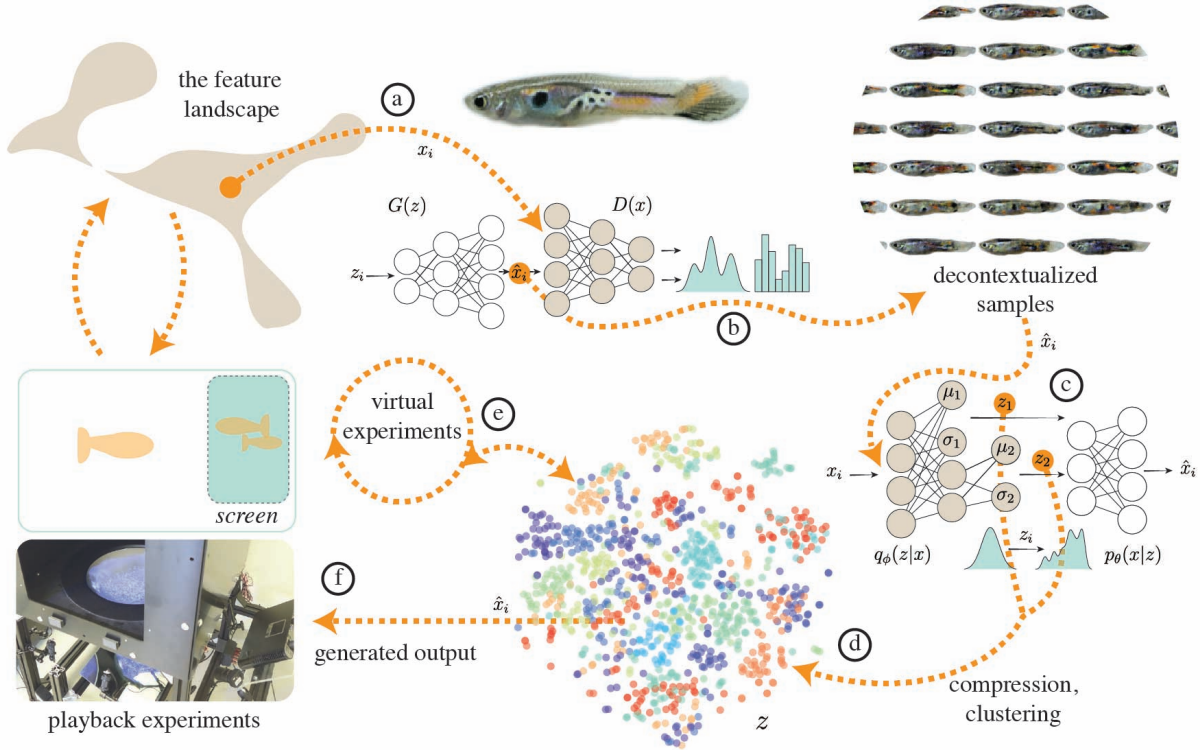 the feature
landscape
a
x_i
G(z)
D(x)
z_i
x̂_i
b
decontextualized
samples
x̂_i
c
μ_1
z_1
σ_1
μ_2
z_2
x_i
σ_2
x̂_i
z_i
q_ϕ(z|x)
p_θ(x|z)
virtual
experiments
e
screen
f
x̂_i
generated output
d
compression,
clustering
z
playback experiments